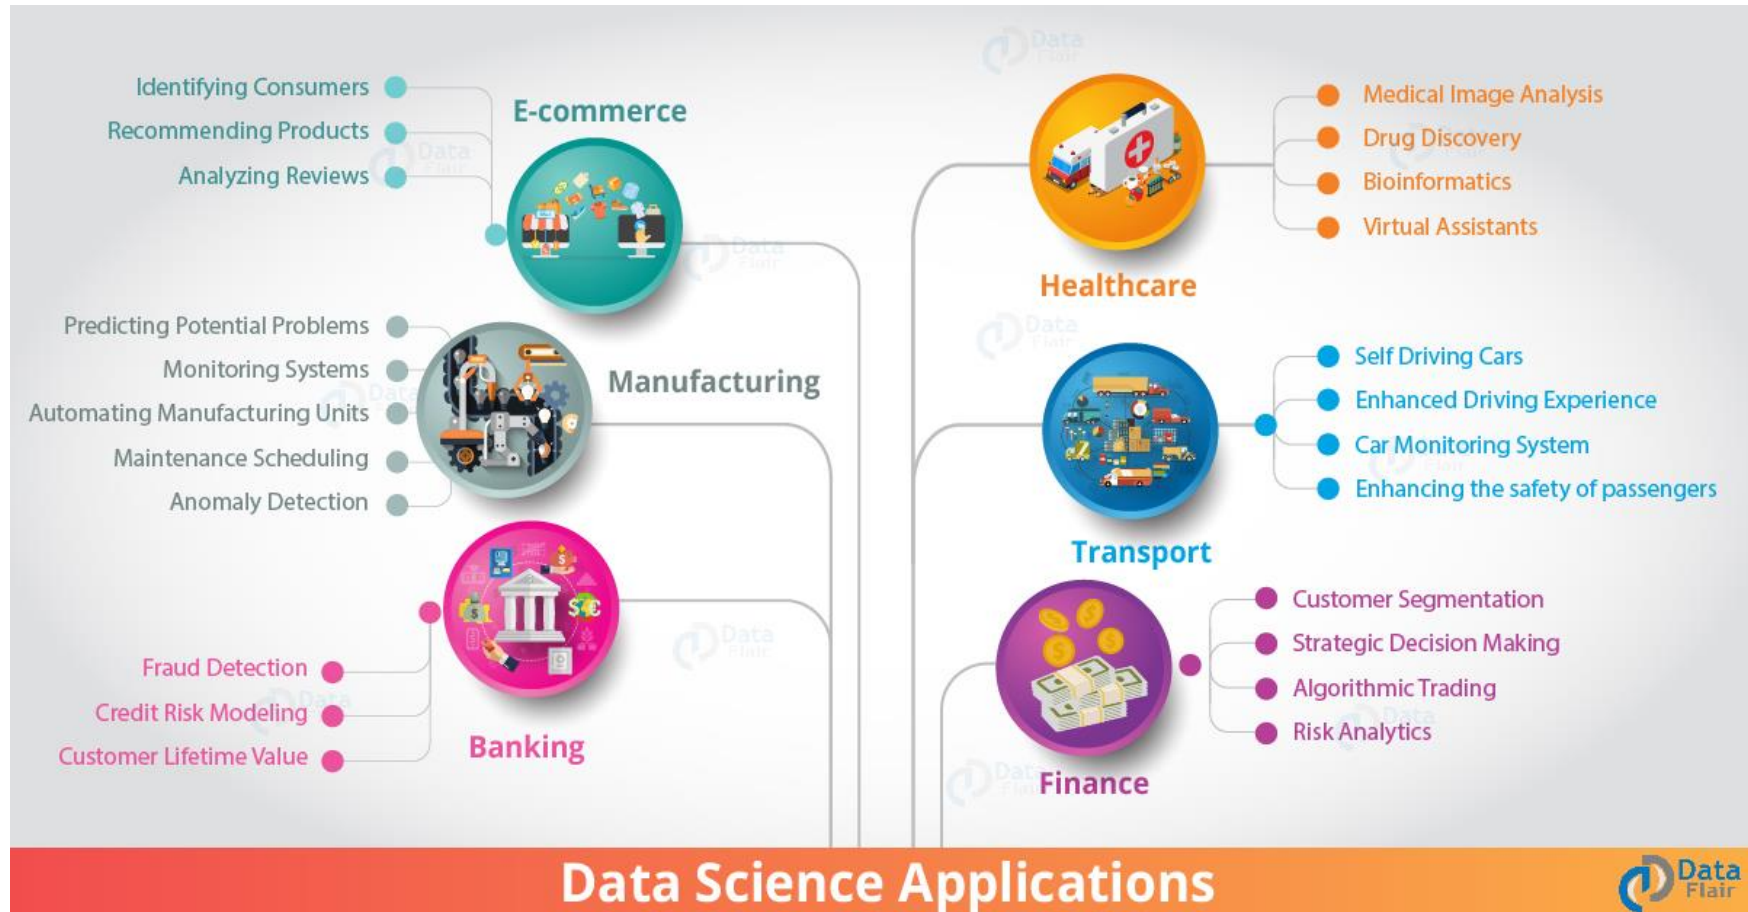 Identifying Consumers
Recommending Products
Analyzing Reviews
E-commerce
Predicting Potential Problems
Monitoring Systems
Automating Manufacturing Units
Maintenance Scheduling
Anomaly Detection
Manufacturing
Fraud Detection
Credit Risk Modeling
Customer Lifetime Value
Banking
Medical Image Analysis
Drug Discovery
Bioinformatics
Virtual Assistants
Healthcare
Self Driving Cars
Enhanced Driving Experience
Car Monitoring System
Enhancing the safety of passengers
Transport
Customer Segmentation
Strategic Decision Making
Algorithmic Trading
Risk Analytics
Finance
Data Science Applications
Data
Flair